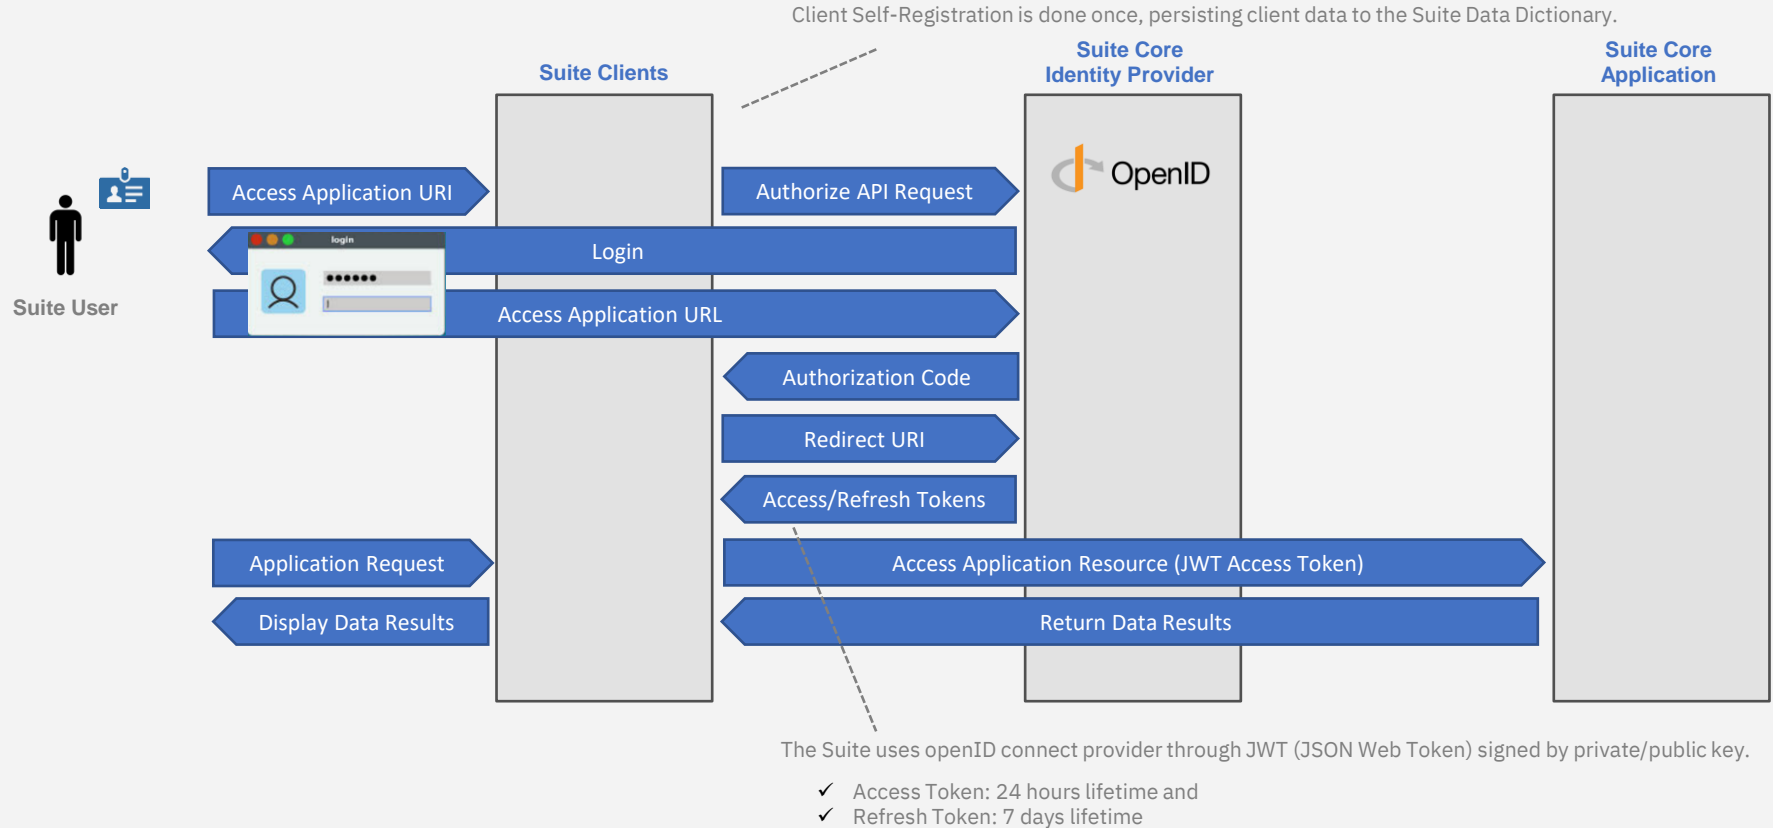 Client Self-Registration is done once, persisting client data to the Suite Data Dictionary.
Suite Clients
Suite Core
Identity Provider
Suite Core
Application
OpenID
Access Application URI
Authorize API Request
login
Login
Suite User
Access Application URL
Authorization Code
Redirect URI
Access/Refresh Tokens
Application Request
Access Application Resource (JWT Access Token)
Display Data Results
Return Data Results
The Suite uses openID connect provider through JWT (JSON Web Token) signed by private/public key.
✓ Access Token: 24 hours lifetime and
✓ Refresh Token: 7 days lifetime